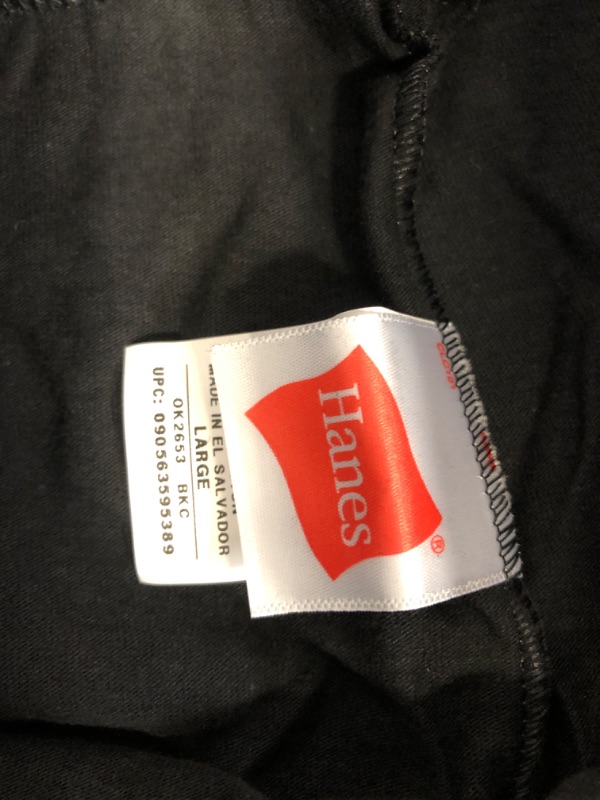 Hanes
®
MADE IN EL SALVADOR
LARGE
OK2653 BKC
UPC: 090563595389